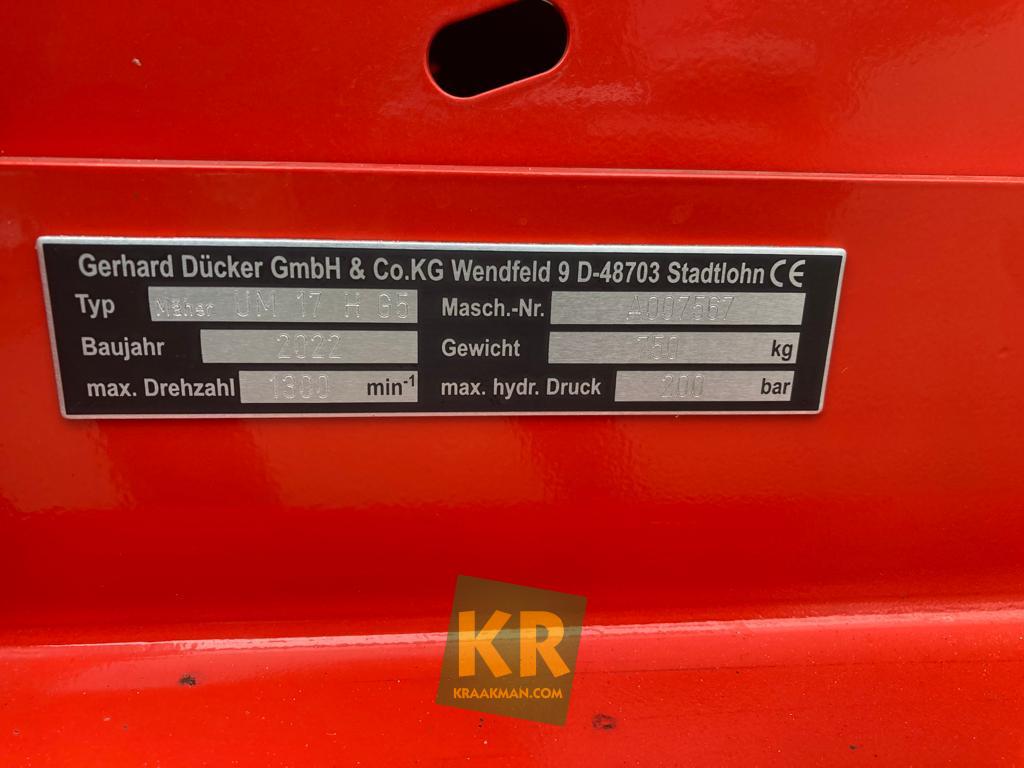 Gerhard Dücker GmbH & Co.KG Wendfeld 9 D-48703 Stadtlohn CE
Typ Mäher UM 17 H G5 Masch.-Nr. A007567
Baujahr 2022 Gewicht 750 kg
max. Drehzahl 1300 min-1 max. hydr. Druck 200 bar
KR
KRAAKMAN.COM